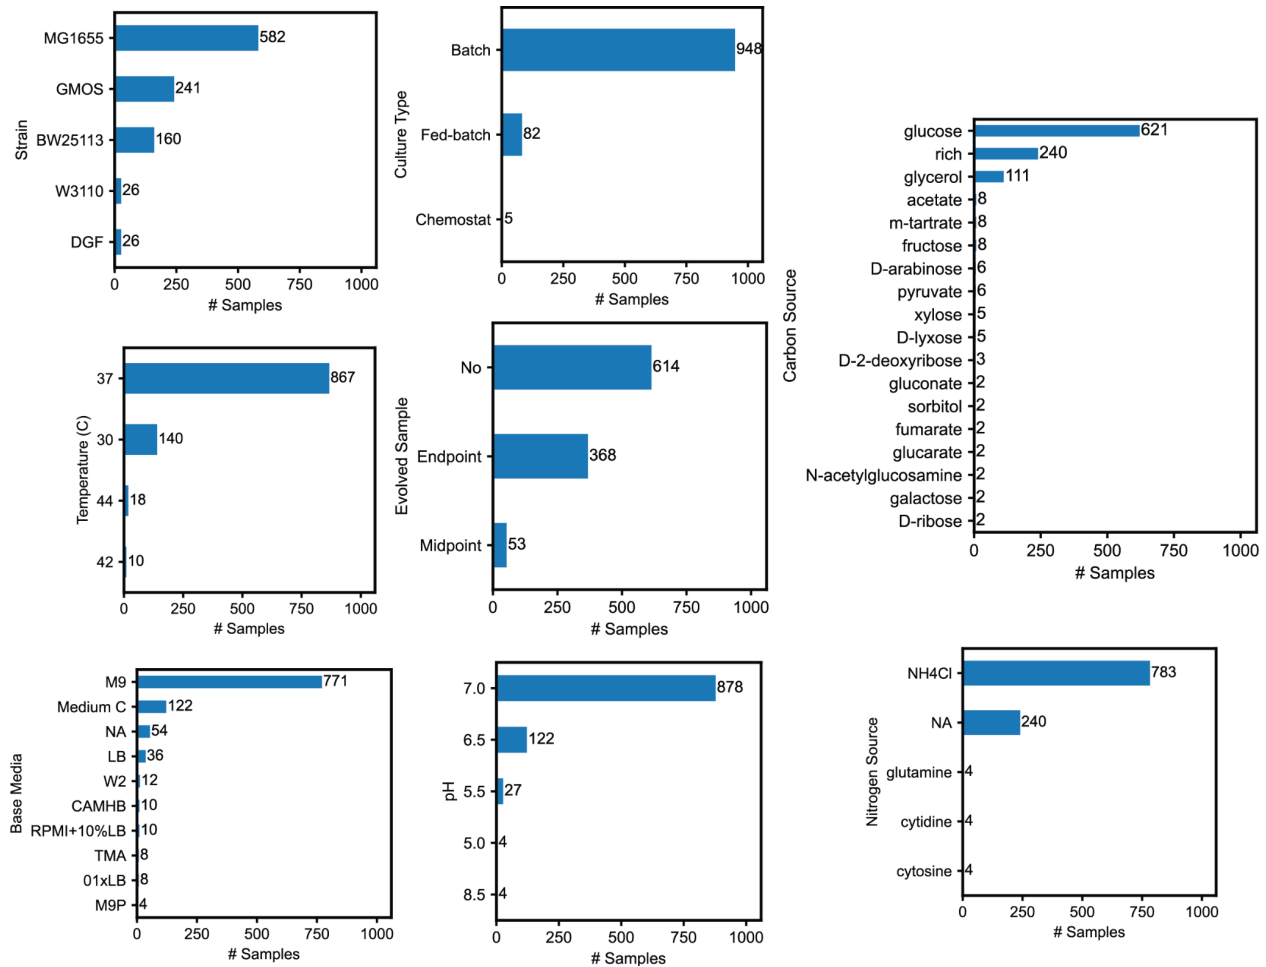 Strain
MG1655 582
GMOS 241
BW25113 160
W3110 26
DGF 26
0 250 500 750 1000
# Samples
Culture Type
Batch 948
Fed-batch 82
Chemostat 5
0 250 500 750 1000
# Samples
Carbon Source
glucose 621
rich 240
glycerol 111
acetate 8
m-tartrate 8
fructose 8
D-arabinose 6
pyruvate 6
xylose 5
D-lyxose 5
D-2-deoxyribose 3
gluconate 2
sorbitol 2
fumarate 2
glucarate 2
N-acetylglucosamine 2
galactose 2
D-ribose 2
0 250 500 750 1000
# Samples
Temperature (C)
37 867
30 140
44 18
42 10
0 250 500 750 1000
# Samples
Evolved Sample
No 614
Endpoint 368
Midpoint 53
0 250 500 750 1000
# Samples
Base Media
M9 771
Medium C 122
NA 54
LB 36
W2 12
CAMHB 10
RPMI+10%LB 10
TMA 8
01xLB 8
M9P 4
0 250 500 750 1000
# Samples
pH
7.0 878
6.5 122
5.5 27
5.0 4
8.5 4
0 250 500 750 1000
# Samples
Nitrogen Source
NH4Cl 783
NA 240
glutamine 4
cytidine 4
cytosine 4
0 250 500 750 1000
# Samples